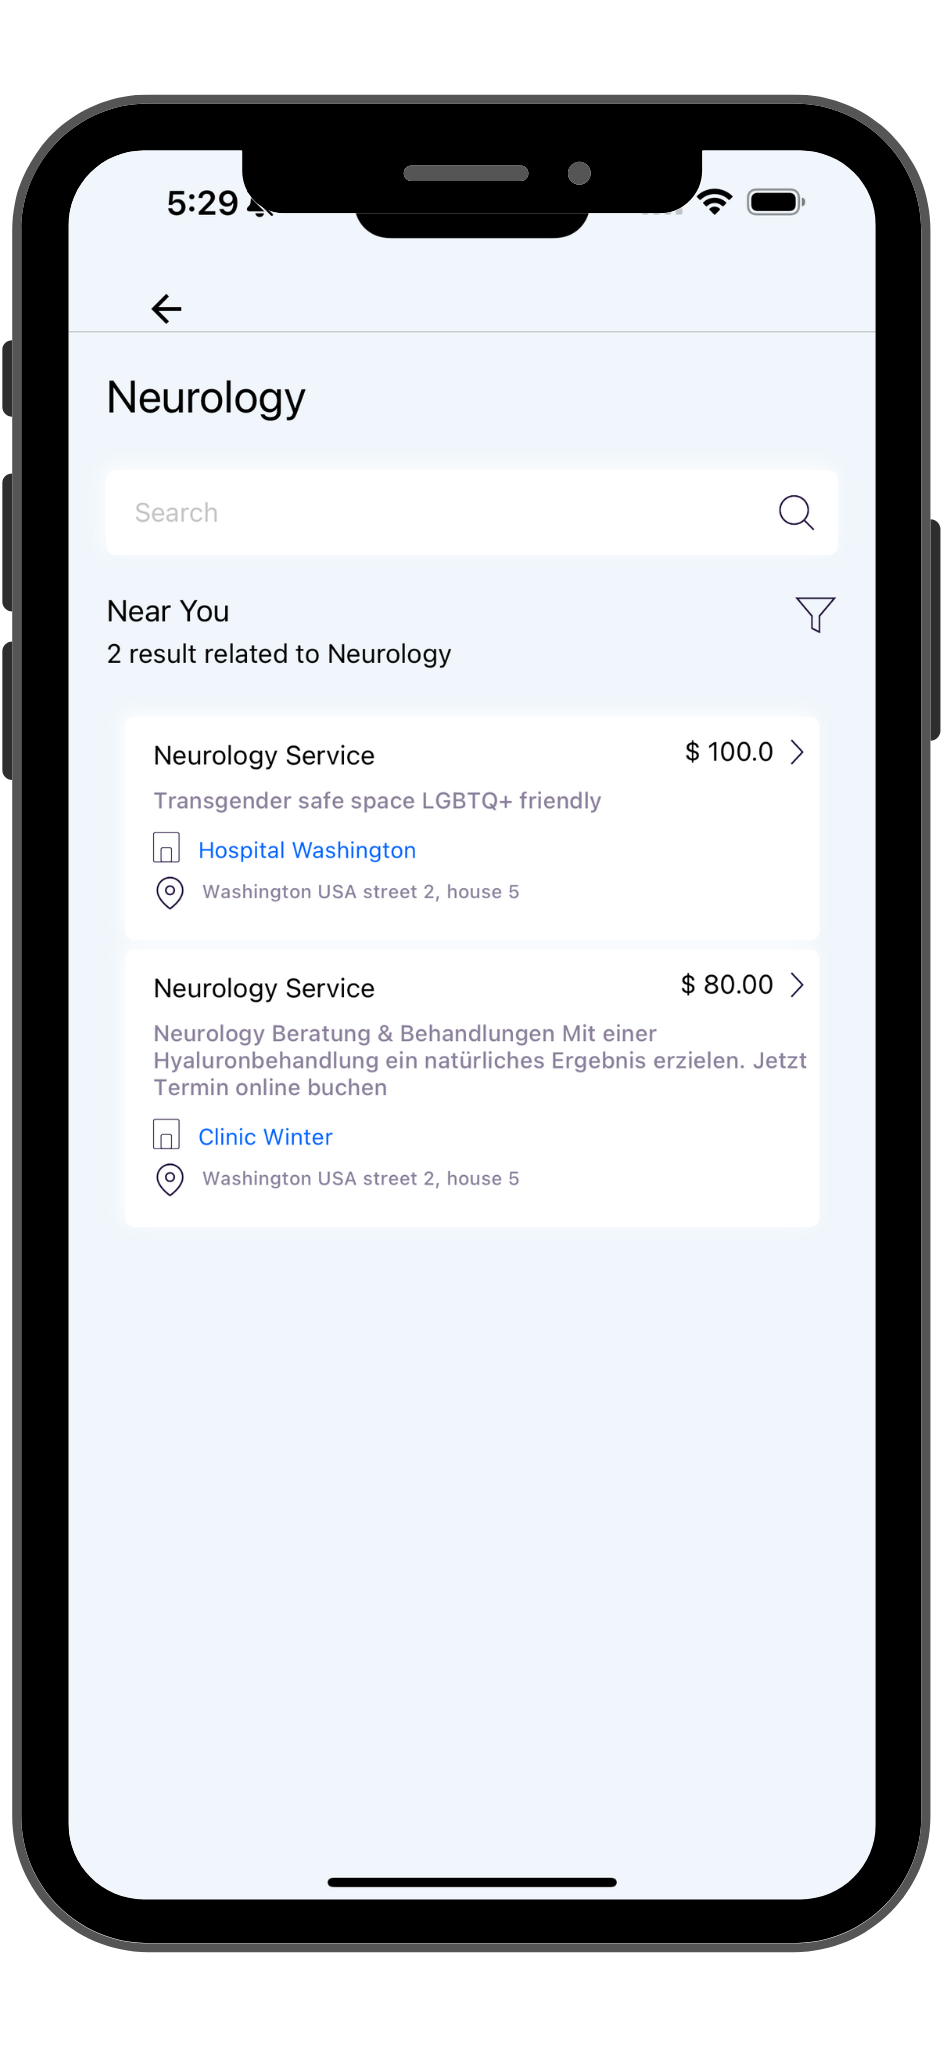 5:29
Neurology
Search
Near You
2 result related to Neurology
Neurology Service
$ 100.0
Transgender safe space LGBTQ+ friendly
Hospital Washington
Washington USA street 2, house 5
Neurology Service
$ 80.00
Neurology Beratung & Behandlungen Mit einer
Hyaluronbehandlung ein natürliches Ergebnis erzielen. Jetzt
Termin online buchen
Clinic Winter
Washington USA street 2, house 5